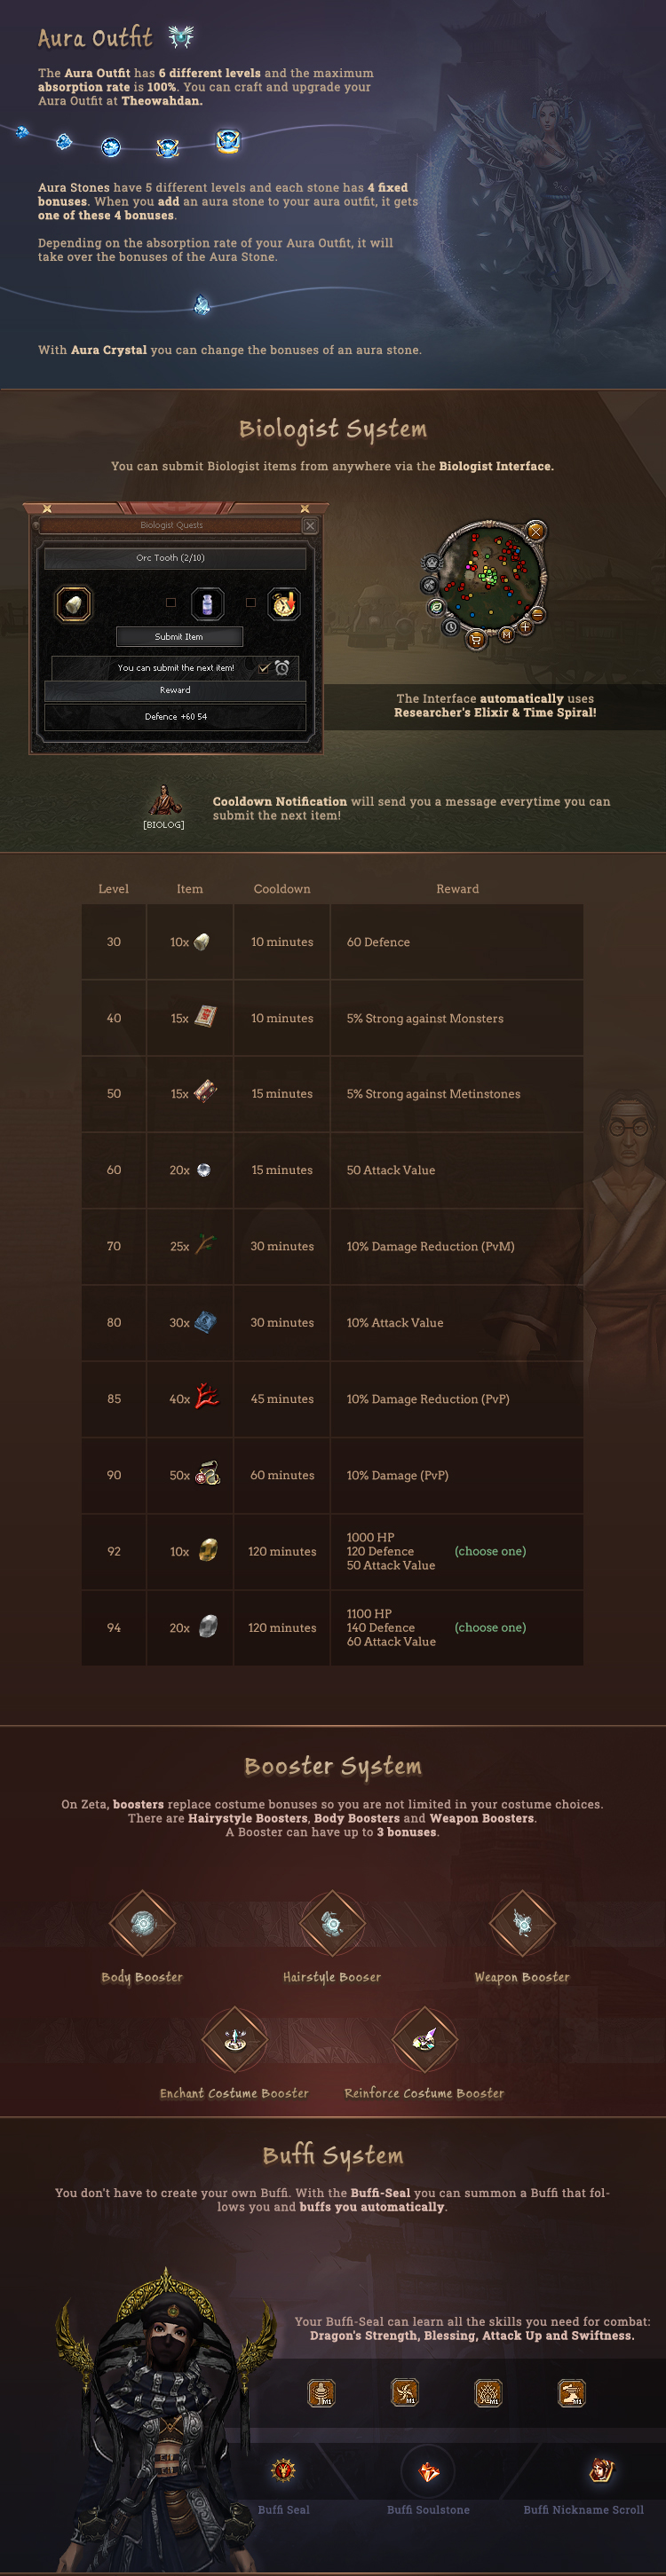 Aura Outfit
The Aura Outfit has 6 different levels and the maximum
absorption rate is 100%. You can craft and upgrade your
Aura Outfit at Theowahdan.
Aura Stones have 5 different levels and each stone has 4 fixed
bonuses. When you add an aura stone to your aura outfit, it gets
one of these 4 bonuses.
Depending on the absorption rate of your Aura Outfit, it will
take over the bonuses of the Aura Stone.
With Aura Crystal you can change the bonuses of an aura stone.
Biologist System
You can submit Biologist items from anywhere via the Biologist Interface.
Biologist Quests
Orc Tooth (2/10)
Submit Item
You can submit the next item!
Reward
Defence +60 54
M
The Interface automatically uses
Researcher's Elixir & Time Spiral!
[BIOLOG]
Cooldown Notification will send you a message everytime you can
submit the next item!
Level Item Cooldown Reward
30 10x 10 minutes 60 Defence
40 15x 10 minutes 5% Strong against Monsters
50 15x 15 minutes 5% Strong against Metinstones
60 20x 15 minutes 50 Attack Value
70 25x 30 minutes 10% Damage Reduction (PvM)
80 30x 30 minutes 10% Attack Value
85 40x 45 minutes 10% Damage Reduction (PvP)
90 50x 60 minutes 10% Damage (PvP)
92 10x 120 minutes 1000 HP
120 Defence (choose one)
50 Attack Value
94 20x 120 minutes 1100 HP
140 Defence (choose one)
60 Attack Value
Booster System
On Zeta, boosters replace costume bonuses so you are not limited in your costume choices.
There are Hairystyle Boosters, Body Boosters and Weapon Boosters.
A Booster can have up to 3 bonuses.
Body Booster Hairstyle Booser Weapon Booster
Enchant Costume Booster Reinforce Costume Booster
Buffi System
You don't have to create your own Buffi. With the Buffi-Seal you can summon a Buffi that fol-
lows you and buffs you automatically.
Your Buffi-Seal can learn all the skills you need for combat:
Dragon's Strength, Blessing, Attack Up and Swiftness.
M1 M1 M1 M1
Buffi Seal Buffi Soulstone Buffi Nickname Scroll